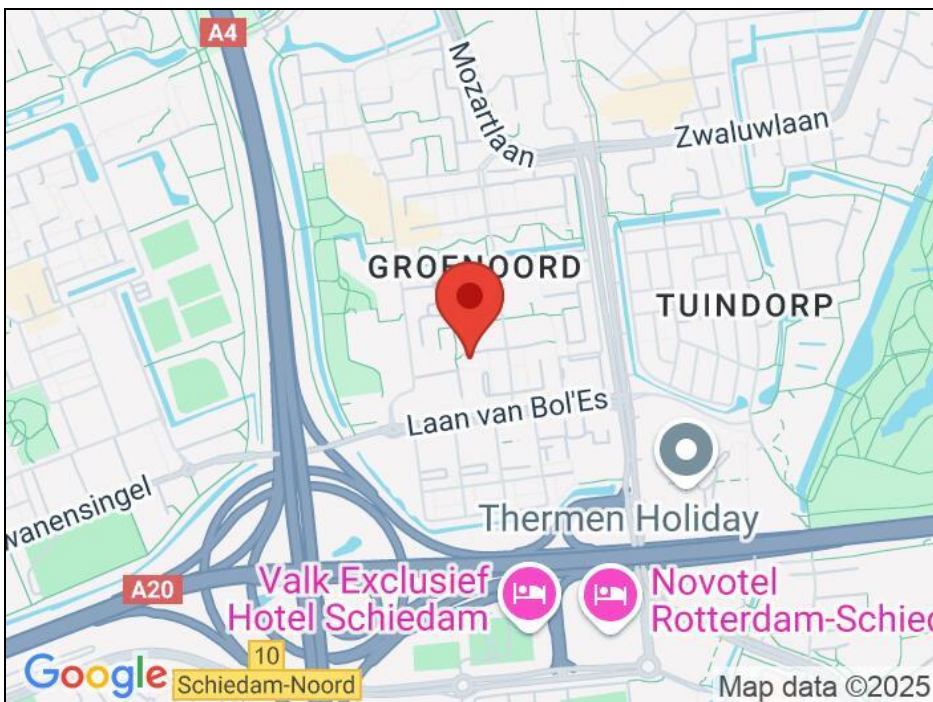 A4
Mozartlaan
Zwaluwlaan
GROENOORD
TUINDORP
Laan van Bol'Es
wanensingel
Thermen Holiday
A20
Valk Exclusief
Hotel Schiedam
Novotel
Rotterdam-Schied
10
Schiedam-Noord
Google
Map data ©2025